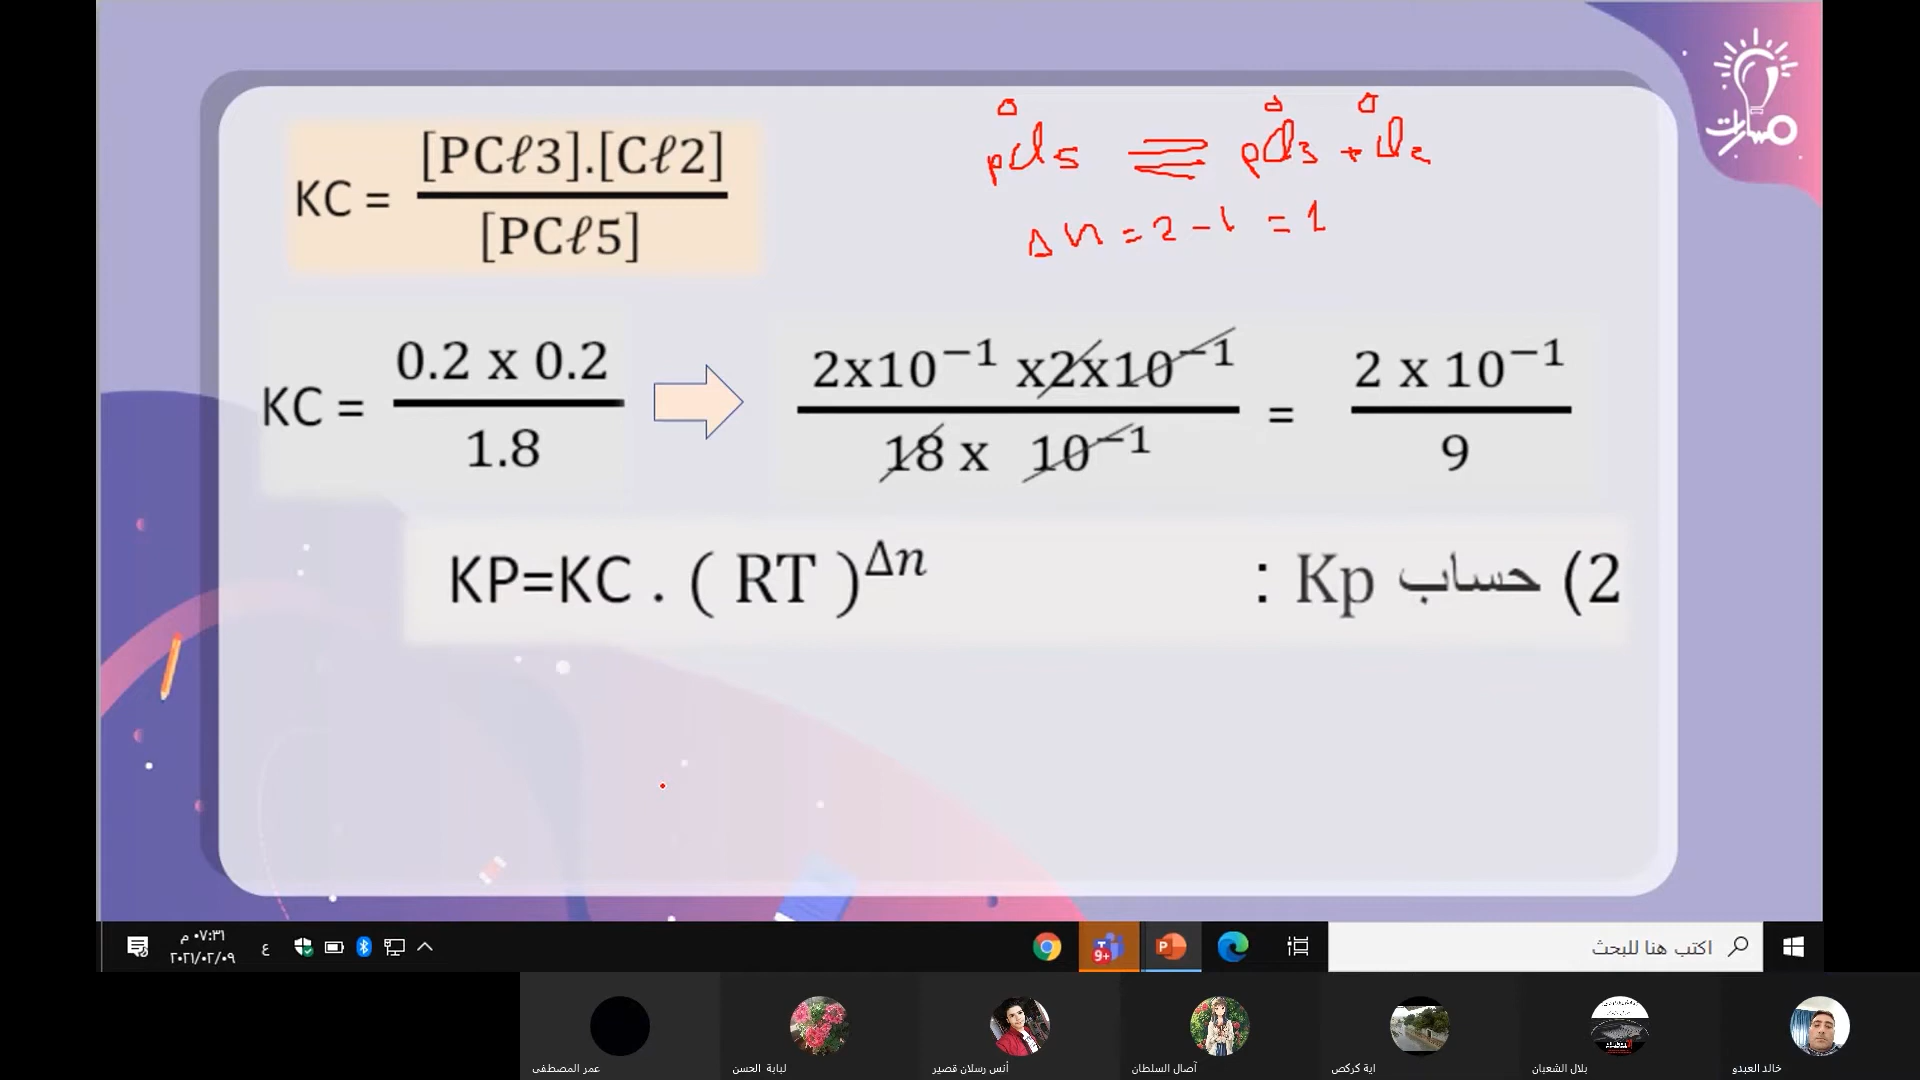 مسارات
KC = [PCℓ3].[Cℓ2] / [PCℓ5]
pCl5 ⇌ pCl3 + Cl2
Δn = 2 - 1 = 1
KC = 0.2 x 0.2 / 1.8
2x10⁻¹ x2x10⁻¹ / 18 x 10⁻¹ = 2 x 10⁻¹ / 9
2) حساب Kp :
KP=KC . ( RT )^Δn
٠٧:٣١ م
٢٠٢١/٠٢/٠٩
ع
9+
اكتب هنا للبحث
عمر المصطفى
لبابة الحسن
أنس رسلان قصير
آصال السلطان
اية كركص
بلال الشعبان
خالد العبدو